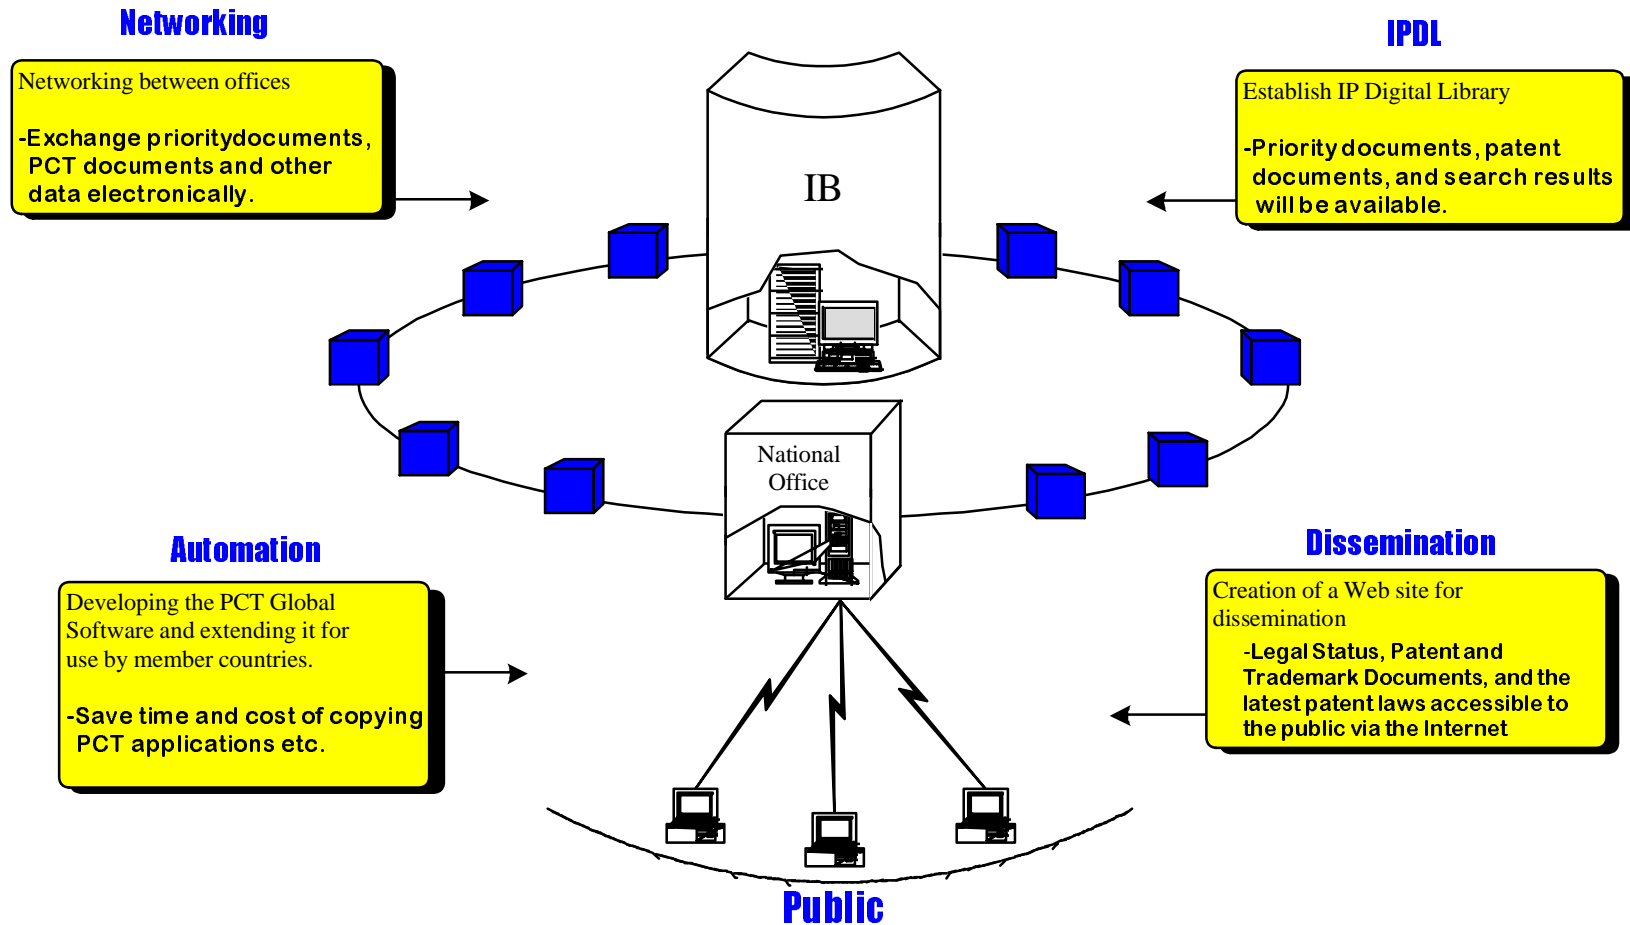 Networking
Networking between offices
-Exchange prioritydocuments,
PCT documents and other
data electronically.
IPDL
Establish IP Digital Library
-Priority documents, patent
documents, and search results
will be available.
IB
National
Office
Automation
Developing the PCT Global
Software and extending it for
use by member countries.
-Save time and cost of copying
PCT applications etc.
Dissemination
Creation of a Web site for
dissemination
-Legal Status, Patent and
Trademark Documents, and the
latest patent laws accessible to
the public via the Internet
Public